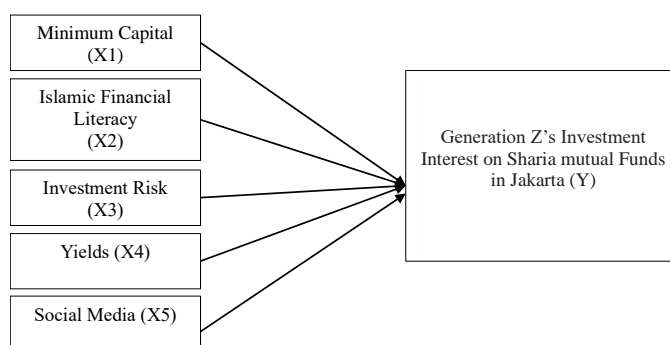 Minimum Capital
(X1)
Islamic Financial
Literacy
(X2)
Investment Risk
(X3)
Yields (X4)
Social Media (X5)
Generation Z's Investment
Interest on Sharia mutual Funds
in Jakarta (Y)